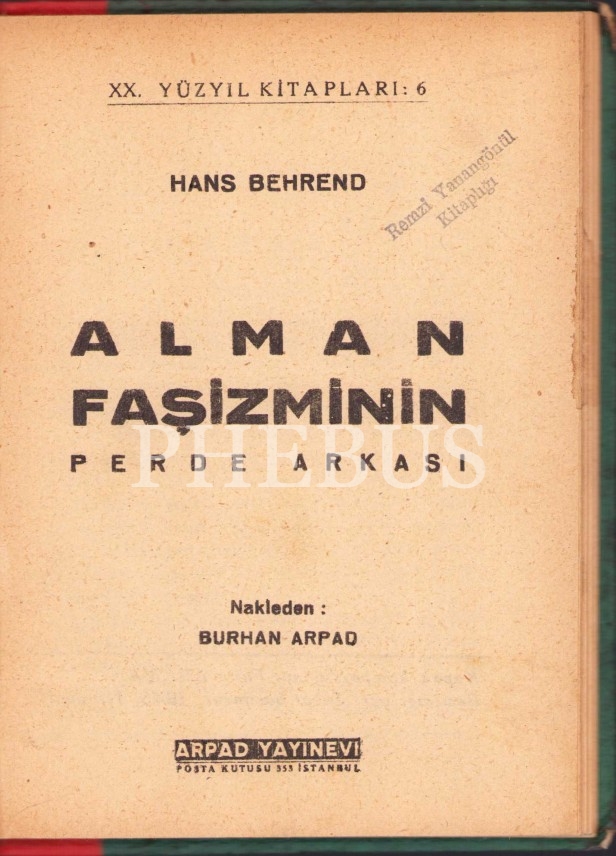 XX. YÜZYIL KİTAPLARI: 6
HANS BEHREND
Remzi Yanangönül
Kitaplığı
ALMAN
FAŞİZMİNİN
PHEBUS
PERDE ARKASI
Nakleden :
BURHAN ARPAD
ARPAD YAYINEVİ
POSTA KUTUSU 355 İSTANBUL